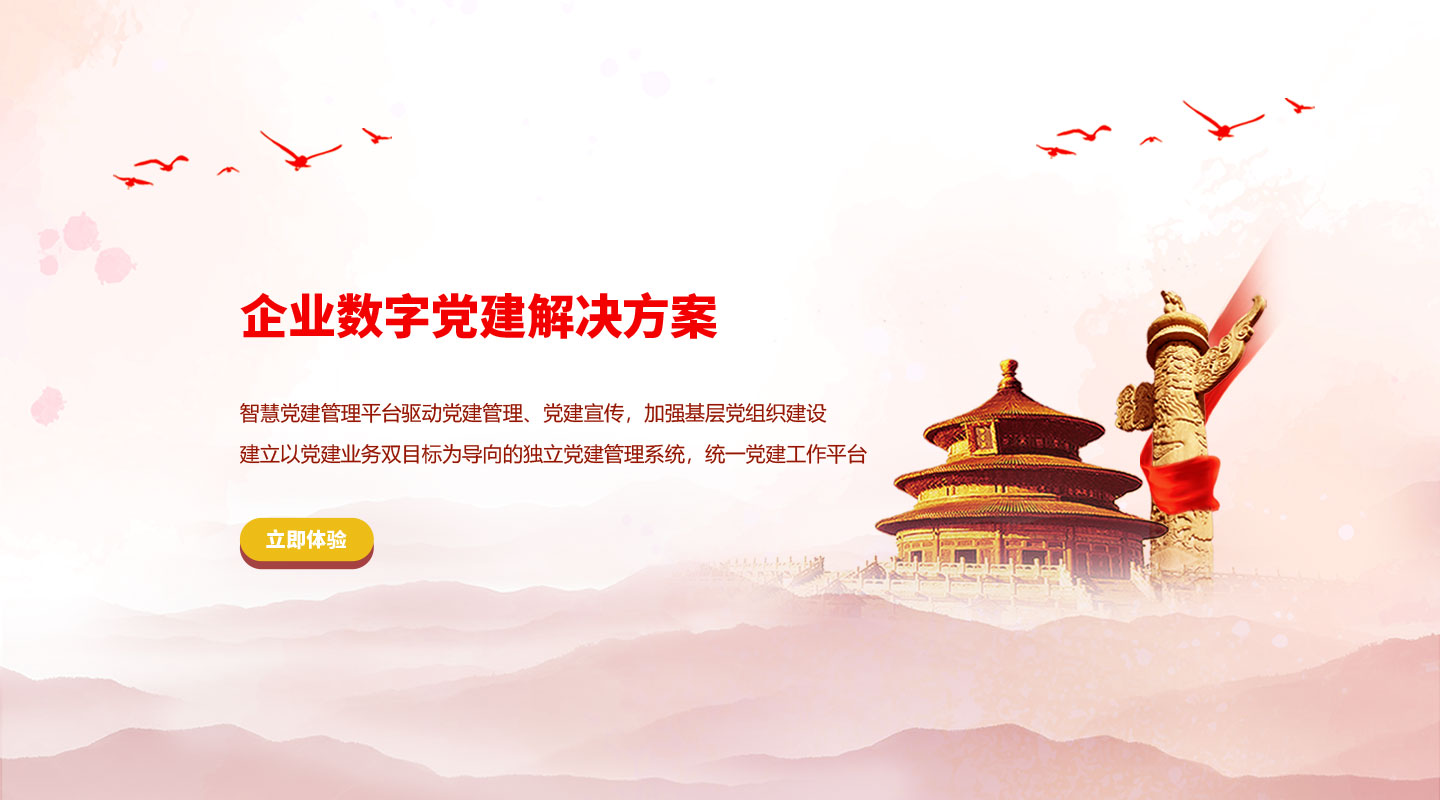 企业数字党建解决方案
智慧党建管理平台驱动党建管理、党建宣传，加强基层党组织建设
建立以党建业务双目标为导向的独立党建管理系统，统一党建工作平台
立即体验